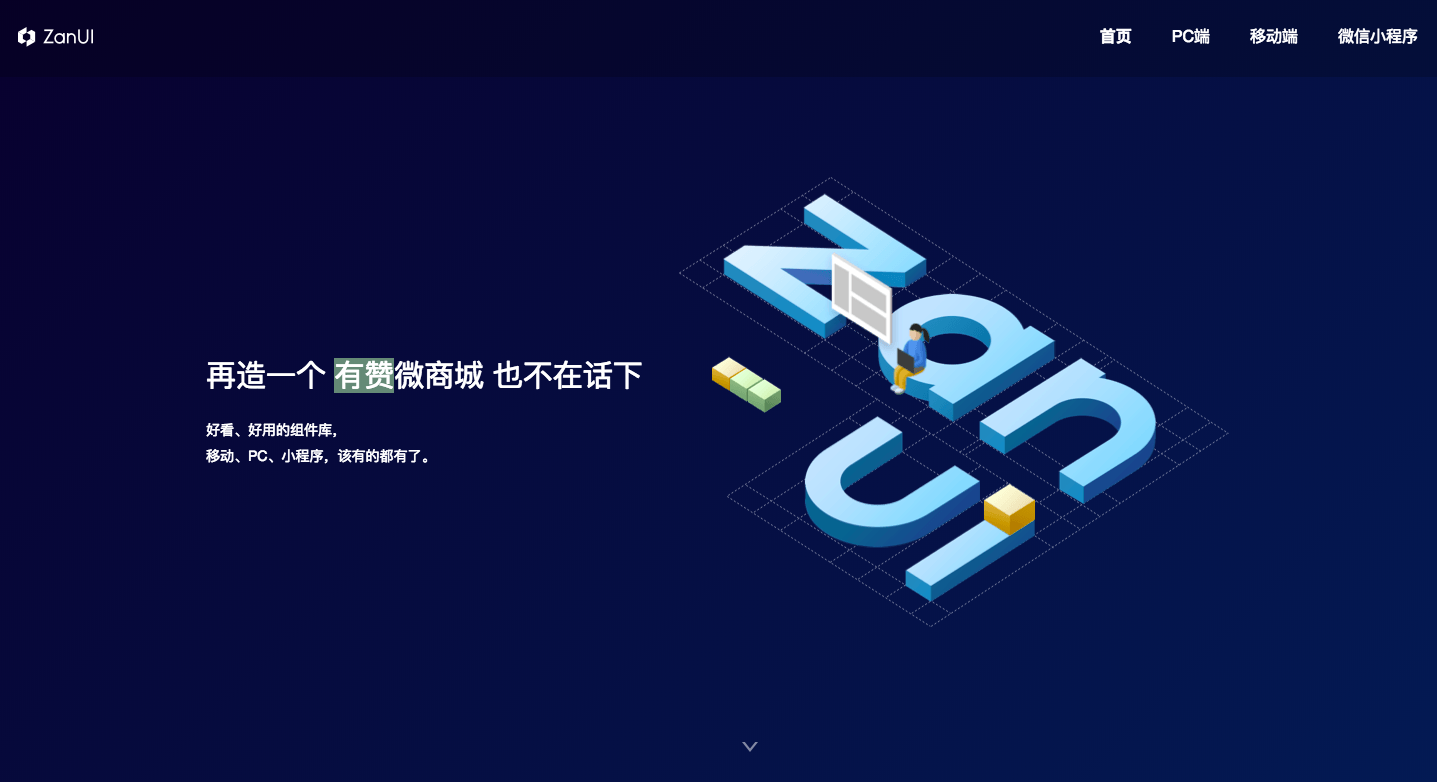 ZanUI
首页 PC端 移动端 微信小程序
zan
ui
再造一个 有赞微商城 也不在话下
好看、好用的组件库，
移动、PC、小程序，该有的都有了。